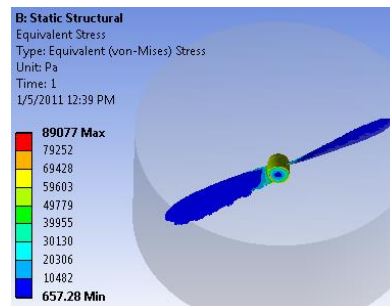 B: Static Structural
Equivalent Stress
Type: Equivalent (von-Mises) Stress
Unit: Pa
Time: 1
1/5/2011 12:39 PM
89077 Max
79252
69428
59603
49779
39955
30130
20306
10482
657.28 Min